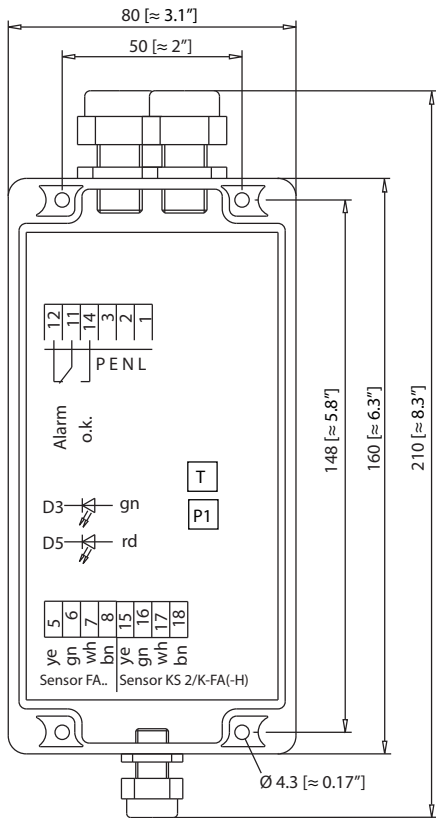 80 [≈ 3.1”]
50 [≈ 2”]
12 11 14 3 2 1
PE N L
Alarm
o.k.
T
P1
D3 gn
D5 rd
148 [≈ 5.8”]
160 [≈ 6.3”]
210 [≈ 8.3”]
5 6 7 8 15 16 17 18
ye gn wh bn ye gn wh bn
Sensor FA.. Sensor KS 2/K-FA(-H)
Ø 4.3 [≈ 0.17”]